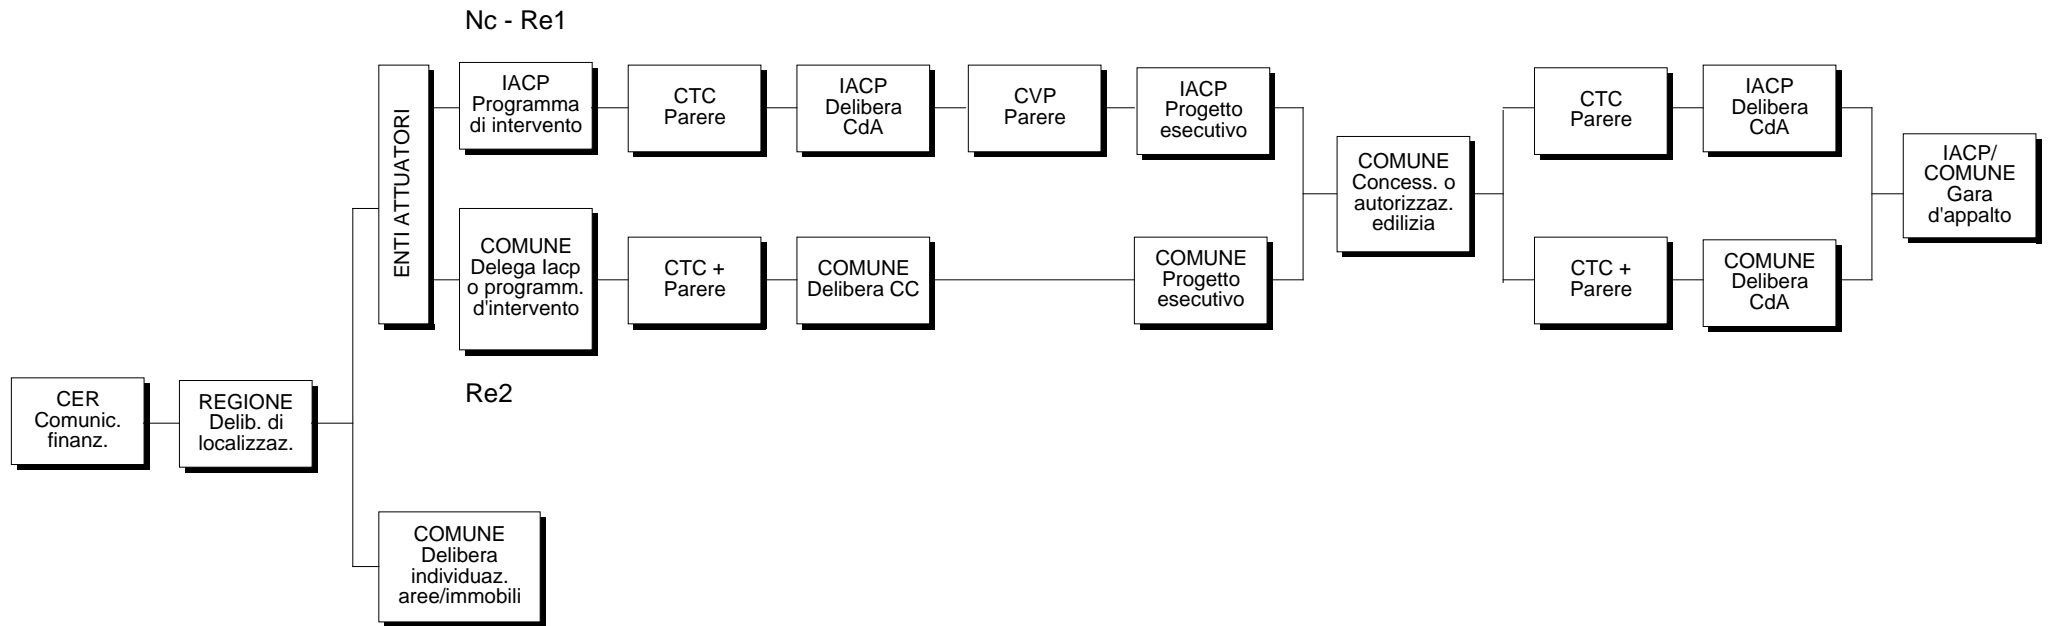 Nc - Re1
ENTI ATTUATORI
IACP
Programma
di intervento
CTC
Parere
IACP
Delibera
CdA
CVP
Parere
IACP
Progetto
esecutivo
COMUNE
Concess. o
autorizzaz.
edilizia
CTC
Parere
IACP
Delibera
CdA
IACP/
COMUNE
Gara
d'appalto
COMUNE
Delega Iacp
o programm.
d'intervento
CTC +
Parere
COMUNE
Delibera CC
COMUNE
Progetto
esecutivo
CTC +
Parere
COMUNE
Delibera
CdA
Re2
CER
Comunic.
finanz.
REGIONE
Delib. di
localizzaz.
COMUNE
Delibera
individuaz.
aree/immobili